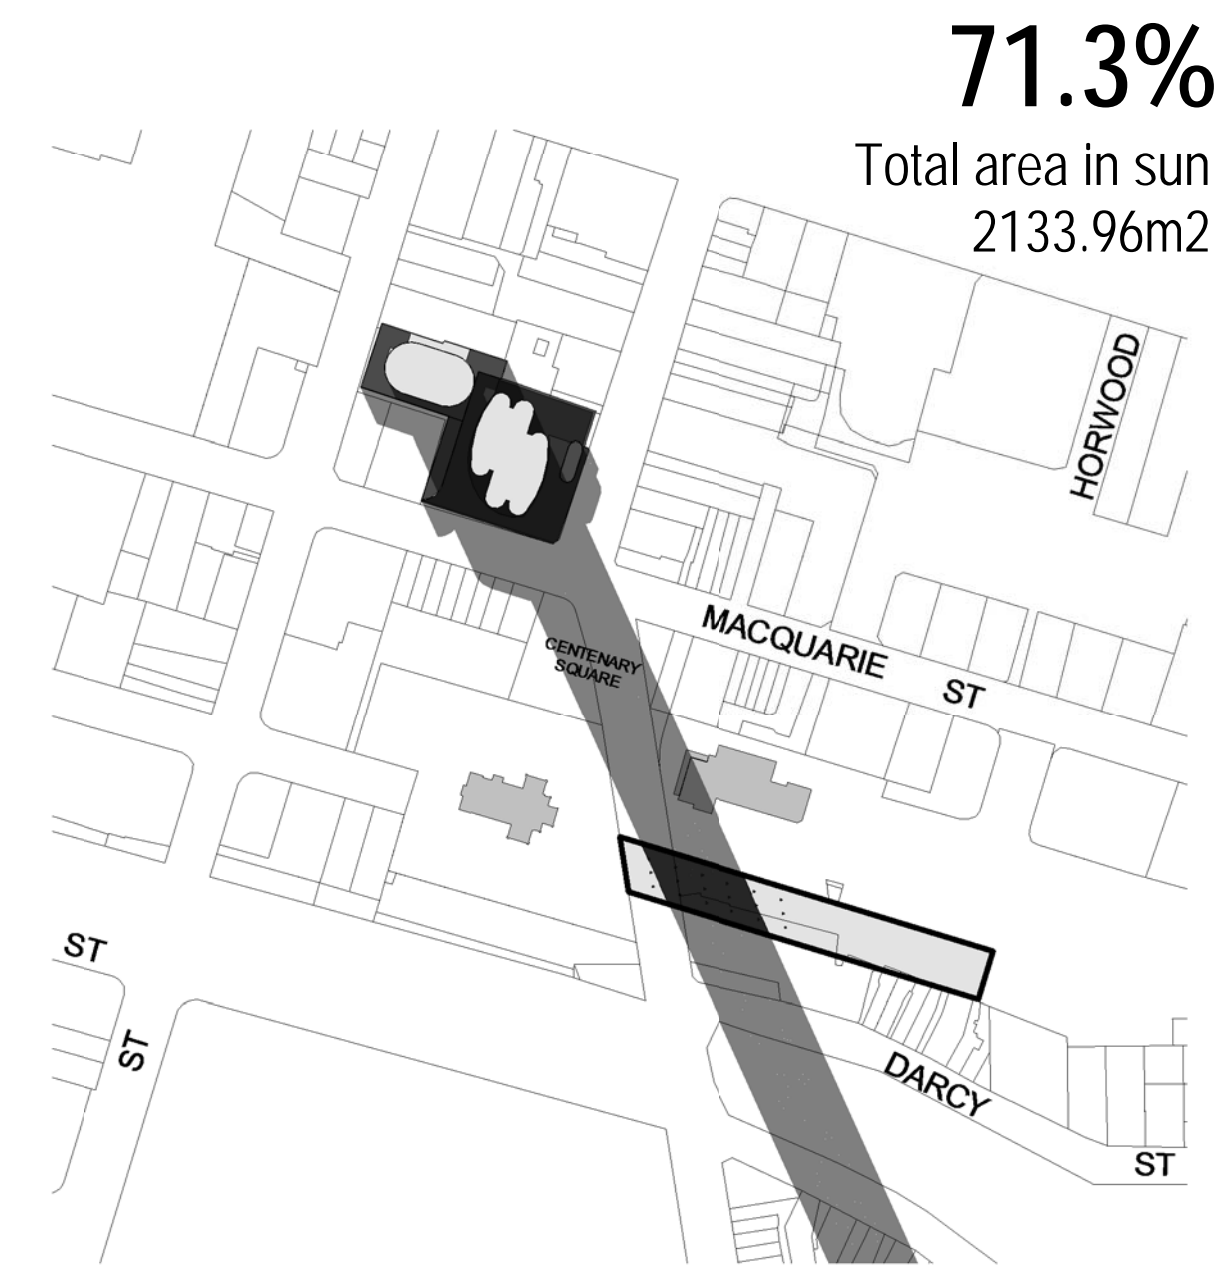 71.3%
Total area in sun
2133.96m2
HORWOOD
MACQUARIE
ST
CENTENARY
SQUARE
ST
ST
DARCY
ST